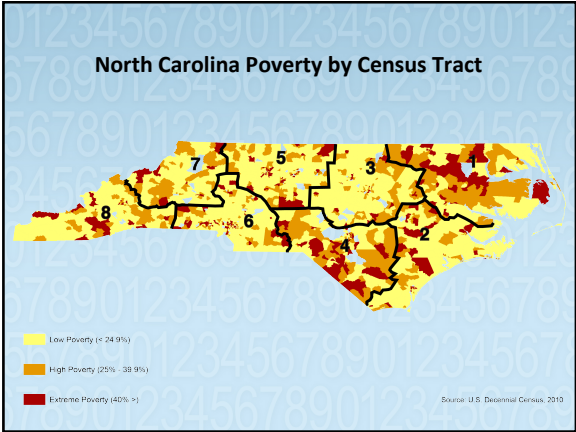 North Carolina Poverty by Census Tract
7
5
3
1
8
6
4
2
Low Poverty (< 24.9%)
High Poverty (25% - 39.9%)
Extreme Poverty (40% >)
Source: U.S. Decennial Census, 2010